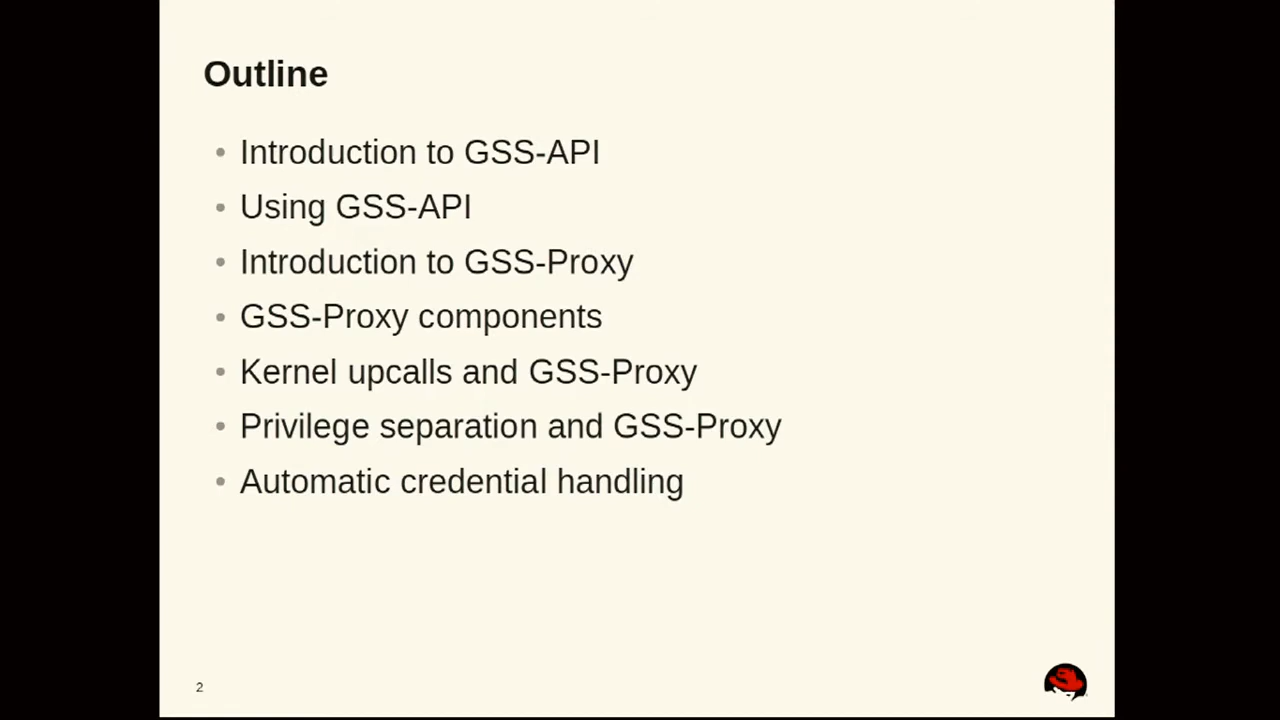 Outline
• Introduction to GSS-API
• Using GSS-API
• Introduction to GSS-Proxy
• GSS-Proxy components
• Kernel upcalls and GSS-Proxy
• Privilege separation and GSS-Proxy
• Automatic credential handling
2